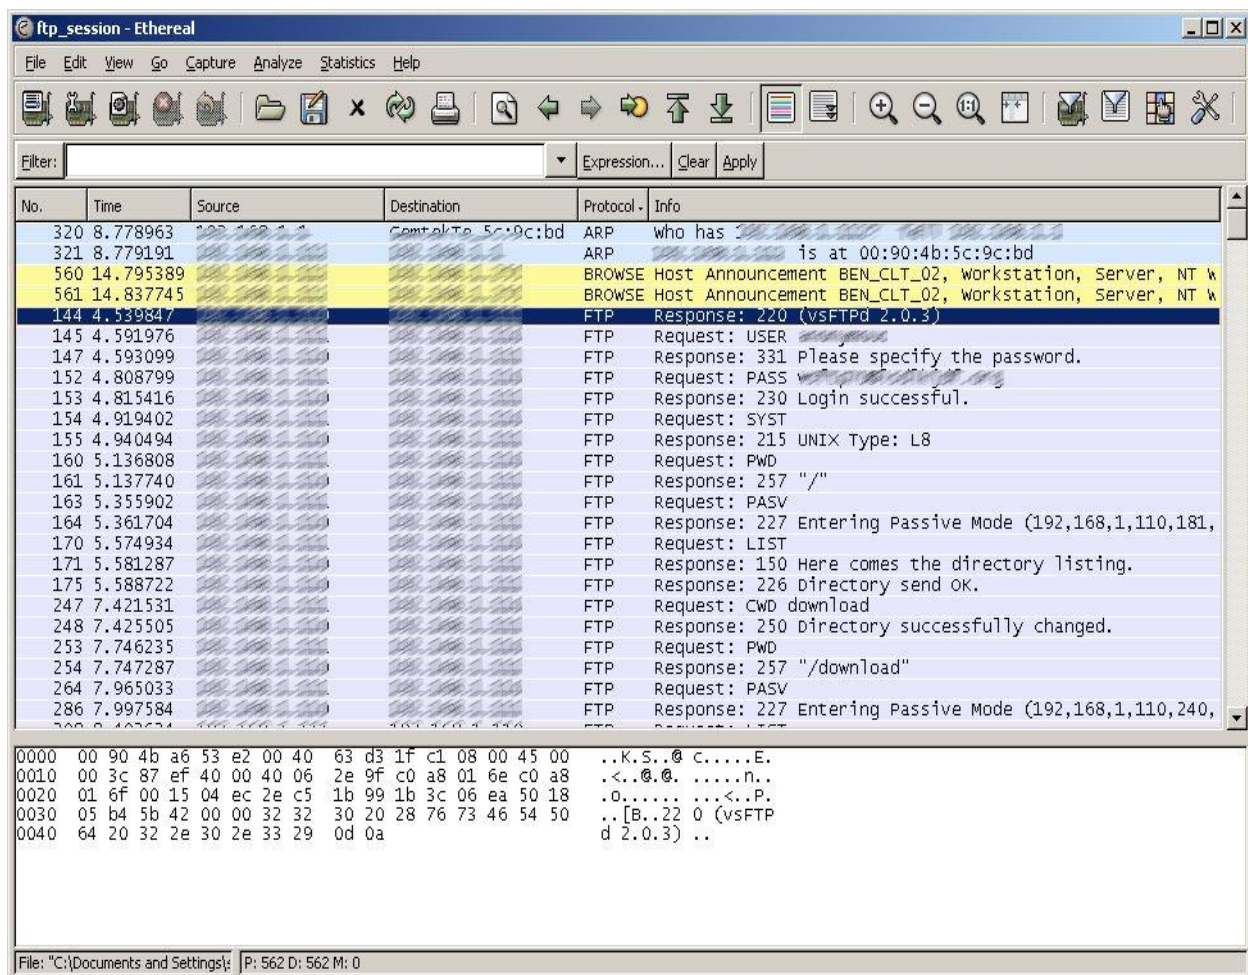 ftp_session - Ethereal
File Edit View Go Capture Analyze Statistics Help
Filter: Expression... Clear Apply
No. Time Source Destination Protocol Info
320 8.778963 GemtekTe_5c:9c:bd ARP who has
321 8.779191 ARP is at 00:90:4b:5c:9c:bd
560 14.795389 BROWSE Host Announcement BEN_CLT_02, Workstation, Server, NT W
561 14.837745 BROWSE Host Announcement BEN_CLT_02, Workstation, Server, NT W
144 4.539847 FTP Response: 220 (vsFTPd 2.0.3)
145 4.591976 FTP Request: USER
147 4.593099 FTP Response: 331 Please specify the password.
152 4.808799 FTP Request: PASS
153 4.815416 FTP Response: 230 Login successful.
154 4.919402 FTP Request: SYST
155 4.940494 FTP Response: 215 UNIX Type: L8
160 5.136808 FTP Request: PWD
161 5.137740 FTP Response: 257 "/"
163 5.355902 FTP Request: PASV
164 5.361704 FTP Response: 227 Entering Passive Mode (192,168,1,110,181,
170 5.574934 FTP Request: LIST
171 5.581287 FTP Response: 150 Here comes the directory listing.
175 5.588722 FTP Response: 226 Directory send OK.
247 7.421531 FTP Request: CWD download
248 7.425505 FTP Response: 250 Directory successfully changed.
253 7.746235 FTP Request: PWD
254 7.747287 FTP Response: 257 "/download"
264 7.965033 FTP Request: PASV
286 7.997584 FTP Response: 227 Entering Passive Mode (192,168,1,110,240,
0000 00 90 4b a6 53 e2 00 40 63 d3 1f c1 08 00 45 00 ..K.S..@ c.....E.
0010 00 3c 87 ef 40 00 40 06 2e 9f c0 a8 01 6e c0 a8 .<..@.@. .....n..
0020 01 6f 00 15 04 ec 2e c5 1b 99 1b 3c 06 ea 50 18 .o...... ...<..P.
0030 05 b4 5b 42 00 00 32 32 30 20 28 76 73 46 54 50 ..[B..22 0 (vsFTP
0040 64 20 32 2e 30 2e 33 29 0d 0a d 2.0.3) ..
File: "C:\Documents and Settings\ P: 562 D: 562 M: 0